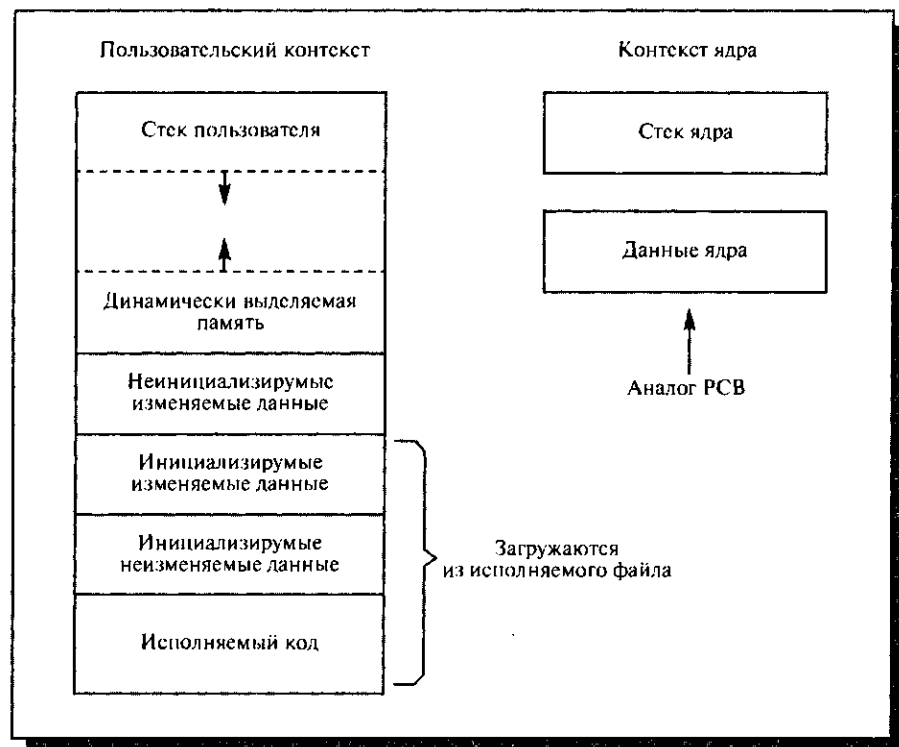 Пользовательский контекст
Контекст ядра
Стек пользователя
Динамически выделяемая
память
Неинициализирумые
изменяемые данные
Инициализирумые
изменяемые данные
Инициализирумые
неизменяемые данные
Исполняемый код
Стек ядра
Данные ядра
Аналог PCB
Загружаются
из исполняемого файла